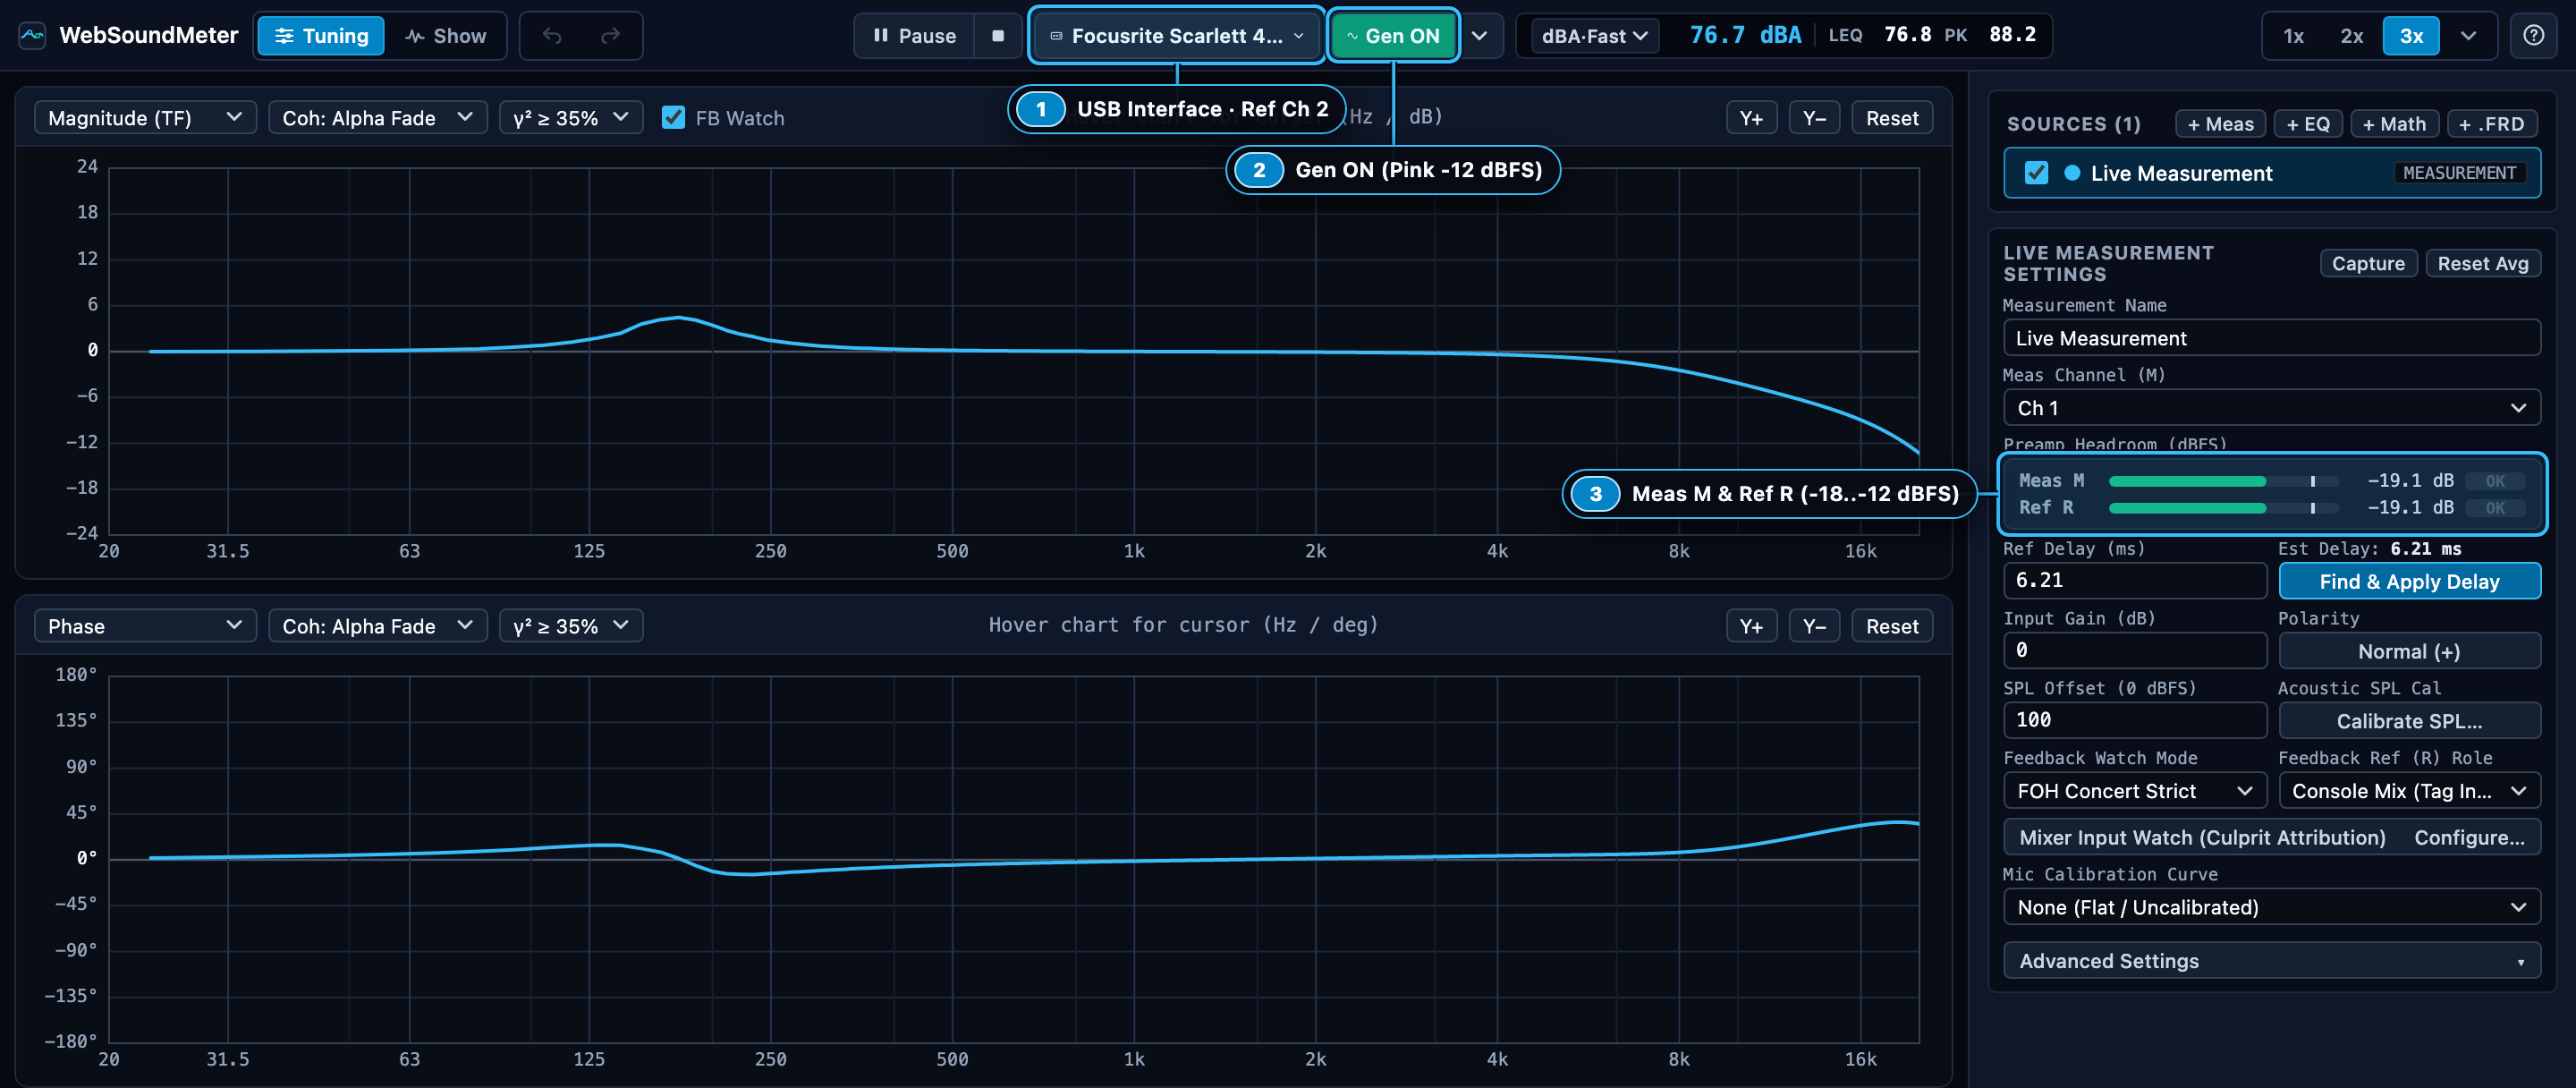 WebSoundMeter
Tuning
Show
Pause
Focusrite Scarlett 4...
Gen ON
dBA·Fast
76.7 dBA
LEQ 76.8 PK 88.2
1x 2x 3x
Magnitude (TF)
Coh: Alpha Fade
γ² ≥ 35%
FB Watch
1 USB Interface · Ref Ch 2
(Hz / dB)
Y+ Y− Reset
2 Gen ON (Pink -12 dBFS)
24
18
12
6
0
−6
−12
−18
−24
20 31.5 63 125 250 500 1k 2k 4k 8k 16k
Phase
Coh: Alpha Fade
γ² ≥ 35%
Hover chart for cursor (Hz / deg)
Y+ Y− Reset
180°
135°
90°
45°
0°
−45°
−90°
−135°
−180°
20 31.5 63 125 250 500 1k 2k 4k 8k 16k
SOURCES (1)
+ Meas + EQ + Math + .FRD
Live Measurement
MEASUREMENT
LIVE MEASUREMENT
SETTINGS
Capture Reset Avg
Measurement Name
Live Measurement
Meas Channel (M)
Ch 1
Preamp Headroom (dBFS)
3 Meas M & Ref R (-18..-12 dBFS)
Meas M −19.1 dB OK
Ref R −19.1 dB OK
Ref Delay (ms) Est Delay: 6.21 ms
6.21 Find & Apply Delay
Input Gain (dB) Polarity
0 Normal (+)
SPL Offset (0 dBFS) Acoustic SPL Cal
100 Calibrate SPL...
Feedback Watch Mode Feedback Ref (R) Role
FOH Concert Strict Console Mix (Tag In...
Mixer Input Watch (Culprit Attribution) Configure...
Mic Calibration Curve
None (Flat / Uncalibrated)
Advanced Settings